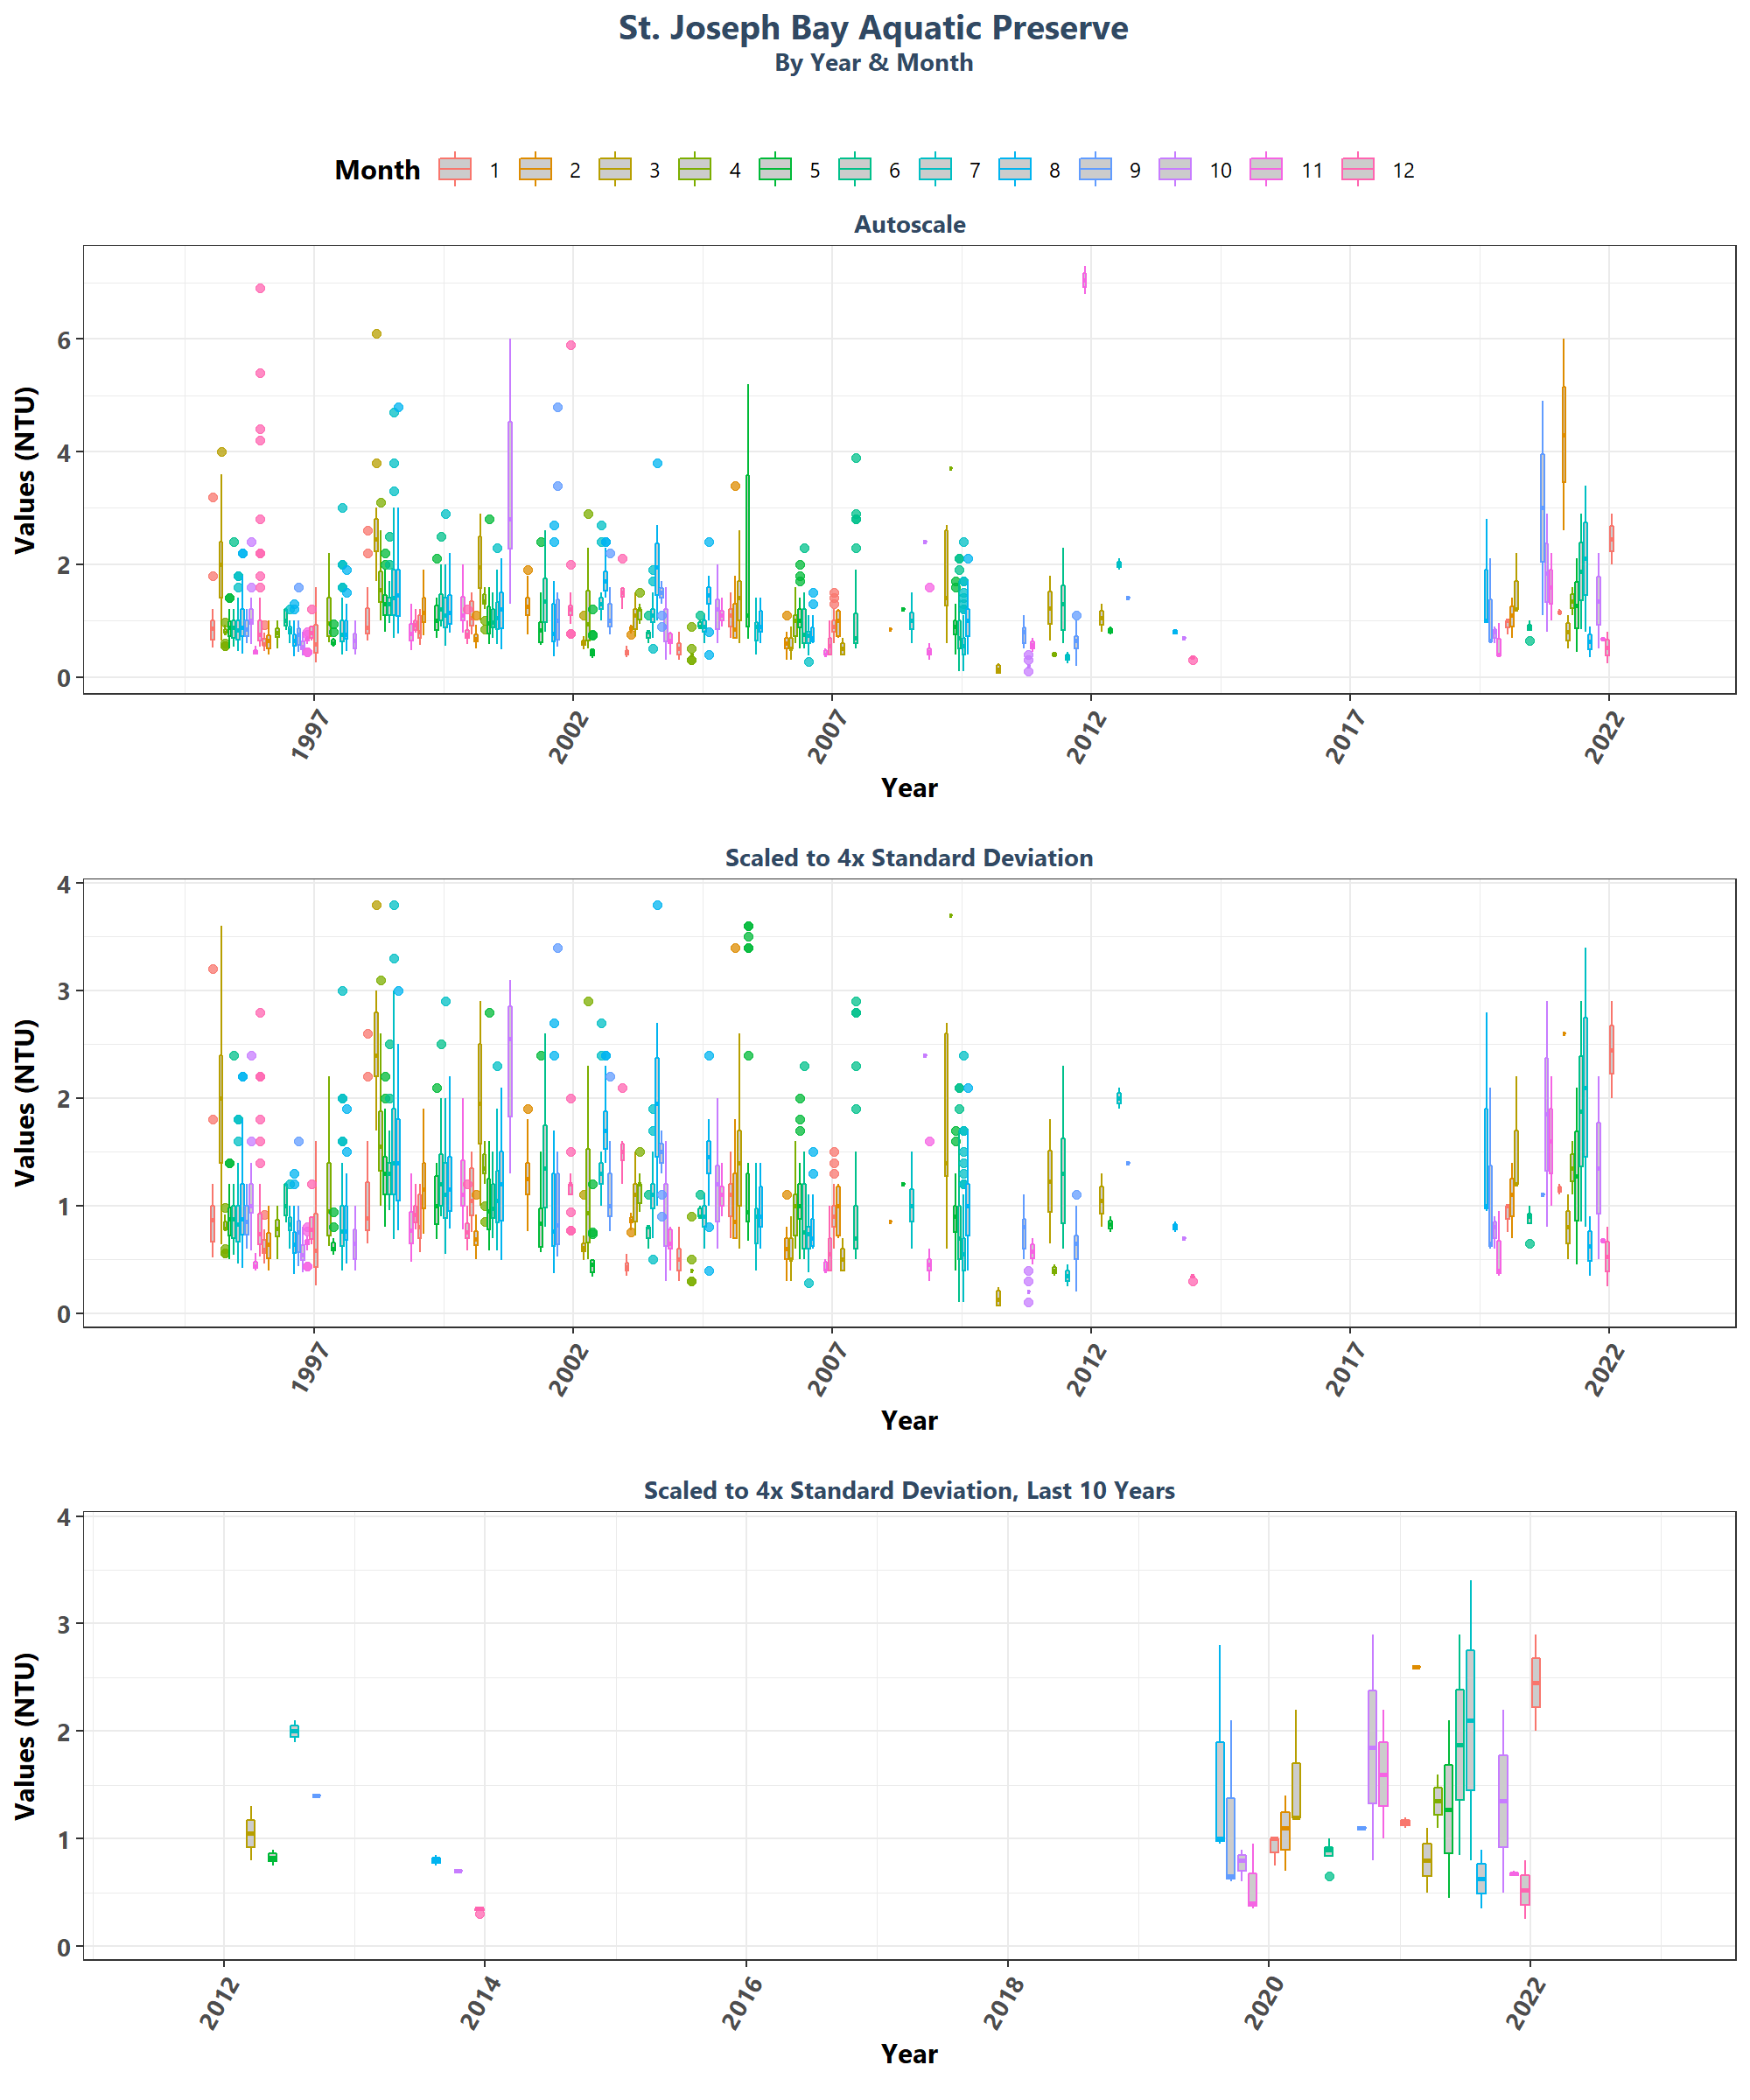 St. Joseph Bay Aquatic Preserve
By Year & Month
Month 1 2 3 4 5 6 7 8 9 10 11 12
Autoscale
Values (NTU)
6
4
2
0
1997 2002 2007 2012 2017 2022
Year
Scaled to 4x Standard Deviation
Values (NTU)
4
3
2
1
0
1997 2002 2007 2012 2017 2022
Year
Scaled to 4x Standard Deviation, Last 10 Years
Values (NTU)
4
3
2
1
0
2012 2014 2016 2018 2020 2022
Year